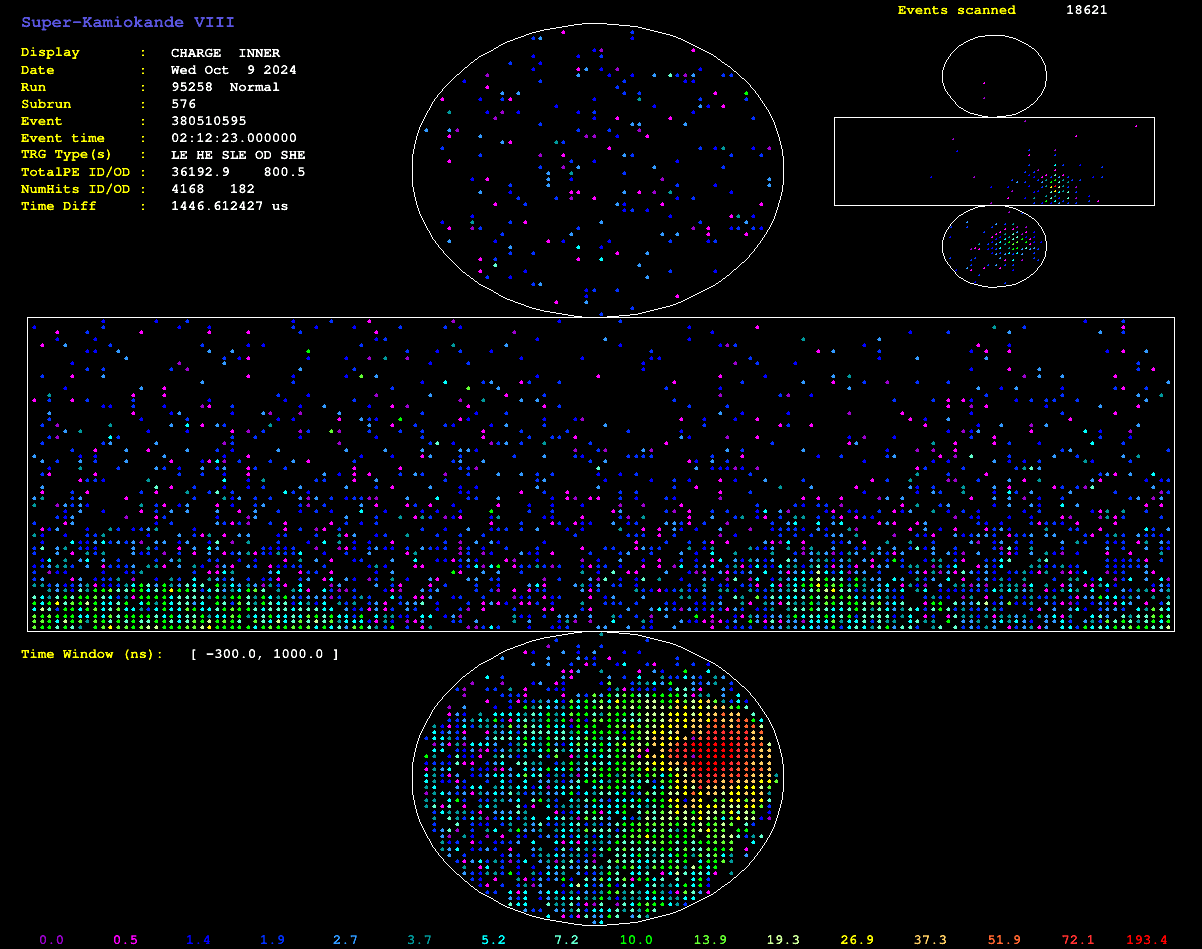 Super-Kamiokande VIII
Events scanned 18621
Display : CHARGE INNER
Date : Wed Oct 9 2024
Run : 95258 Normal
Subrun : 576
Event : 380510595
Event time : 02:12:23.000000
TRG Type(s) : LE HE SLE OD SHE
TotalPE ID/OD : 36192.9 800.5
NumHits ID/OD : 4168 182
Time Diff : 1446.612427 us
Time Window (ns): [ -300.0, 1000.0 ]
0.0 0.5 1.4 1.9 2.7 3.7 5.2 7.2 10.0 13.9 19.3 26.9 37.3 51.9 72.1 193.4